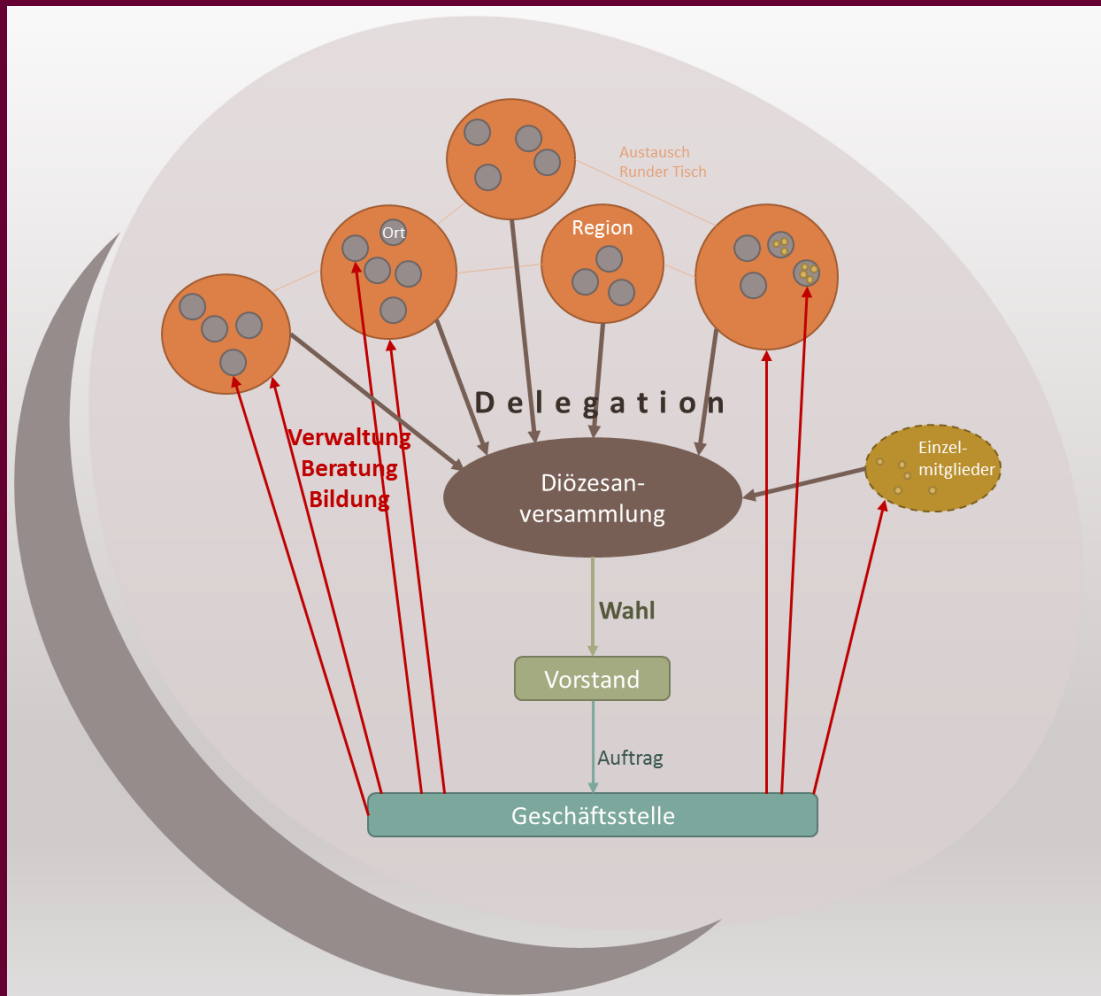 Austausch
Runder Tisch
Region
Ort
Delegation
Verwaltung
Beratung
Bildung
Einzel-
mitglieder
Diözesan-
versammlung
Wahl
Vorstand
Auftrag
Geschäftsstelle